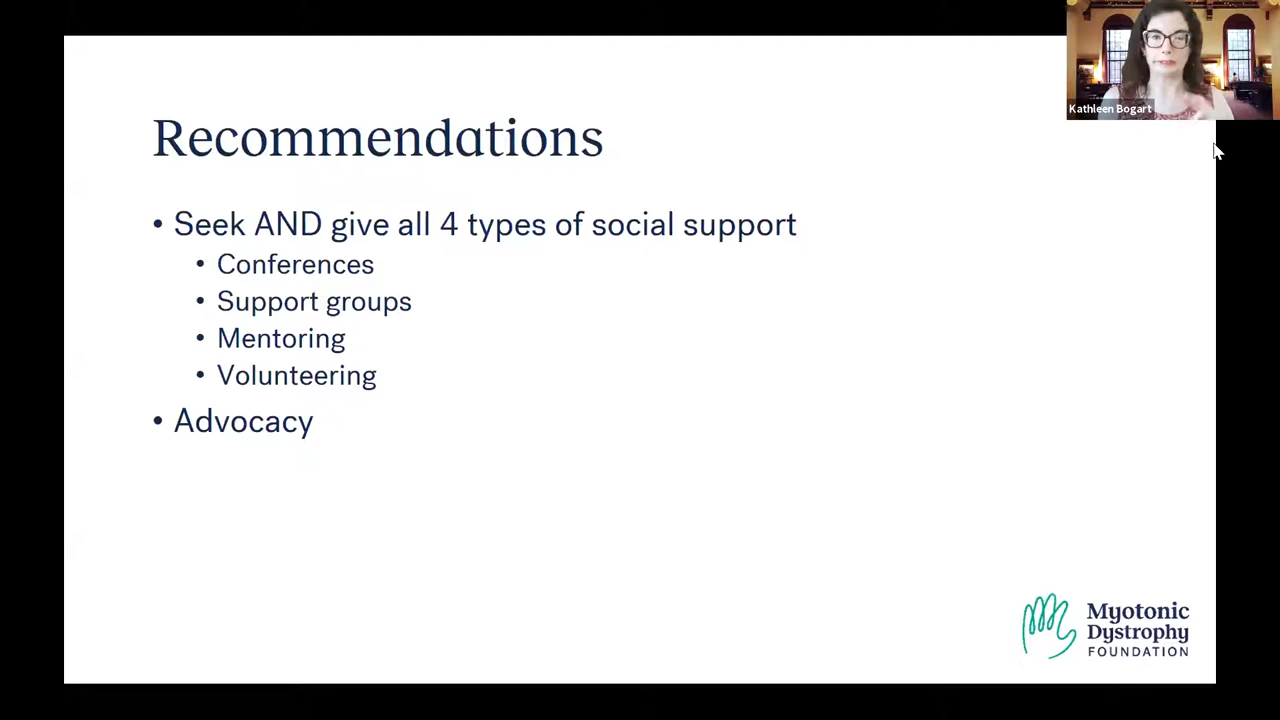 Kathleen Bogart
Recommendations
• Seek AND give all 4 types of social support
• Conferences
• Support groups
• Mentoring
• Volunteering
• Advocacy
Myotonic
Dystrophy
FOUNDATION